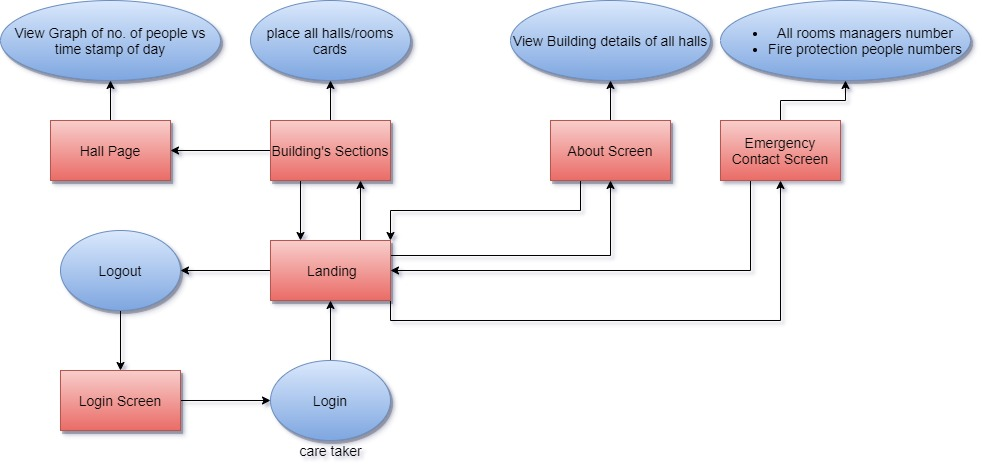 View Graph of no. of people vs
time stamp of day
place all halls/rooms
cards
View Building details of all halls
• All rooms managers number
• Fire protection people numbers
Hall Page
Building's Sections
About Screen
Emergency
Contact Screen
Logout
Landing
Login Screen
Login
care taker